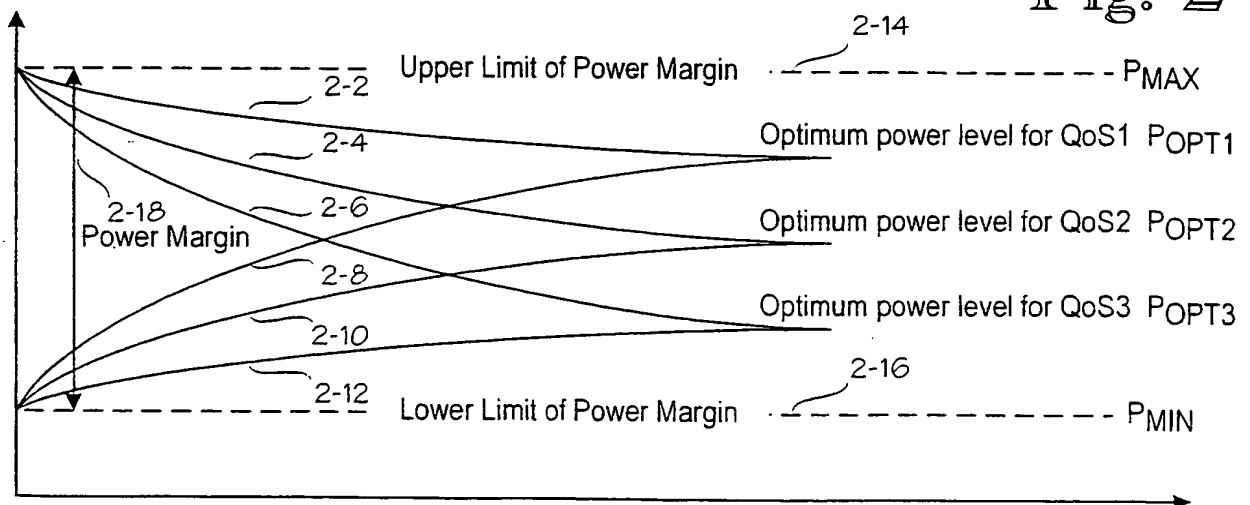 Fig. 2
2-14
Upper Limit of Power Margin PMAX
2-2
2-4
Optimum power level for QoS1 POPT1
2-18
Power Margin
2-6
Optimum power level for QoS2 POPT2
2-8
Optimum power level for QoS3 POPT3
2-10
2-12
2-16
Lower Limit of Power Margin PMIN